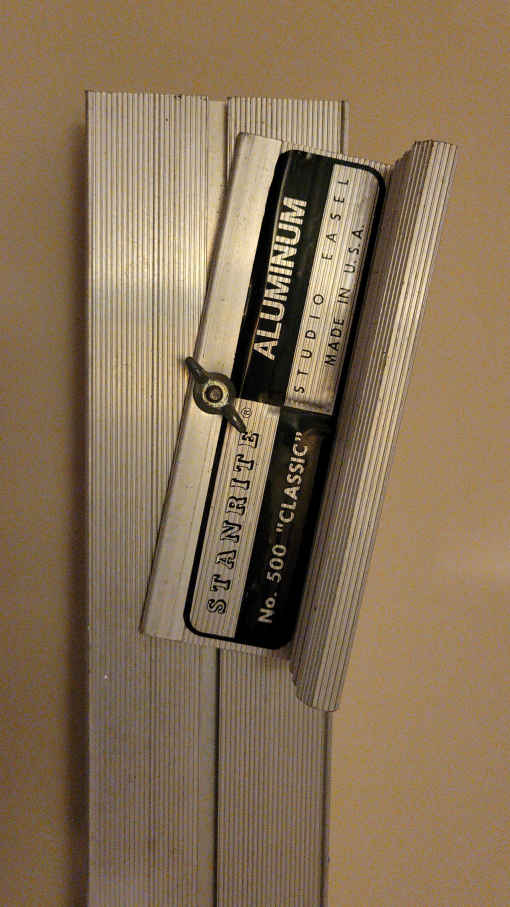 STANRITE®
No. 500 "CLASSIC"
ALUMINUM
STUDIO EASEL
MADE IN U.S.A.